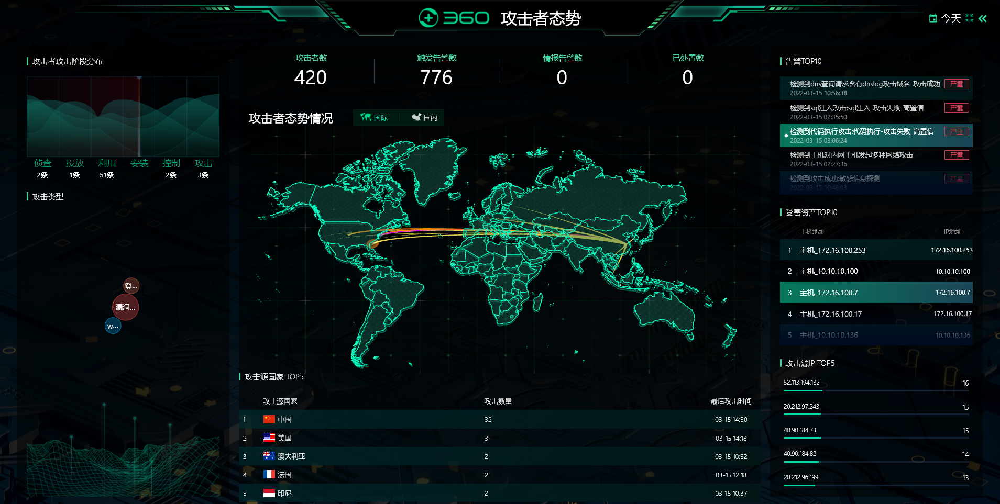 360 攻击者态势
今天
攻击者攻击阶段分布
侦查 投放 利用 安装 控制 攻击
2条 1条 51条 2条 3条
攻击类型
登...
漏洞...
w...
攻击者数 触发告警数 情报告警数 已处置数
420 776 0 0
攻击者态势情况
国际 国内
攻击源国家 TOP5
攻击源国家 攻击数量 最后攻击时间
1 中国 32 03-15 14:30
2 美国 3 03-15 14:18
3 澳大利亚 2 03-15 10:32
4 法国 2 03-15 12:18
5 印尼 2 03-15 10:37
告警TOP10
检测到dns查询请求含有dnslog攻击域名-攻击成功 严重
2022-03-15 10:56:38
检测到sql注入攻击:sql注入-攻击失败_高置信 严重
2022-03-15 02:35:50
检测到代码执行攻击:代码执行-攻击失败_高置信 严重
2022-03-15 03:06:24
检测到主机对内网主机发起多种网络攻击 严重
2022-03-15 02:27:36
检测到攻击成功:敏感信息探测 严重
2022-03-15 10:48:03
受害资产TOP10
主机地址 IP地址
1 主机_172.16.100.253 172.16.100.253
2 主机_10.10.10.100 10.10.10.100
3 主机_172.16.100.7 172.16.100.7
4 主机_172.16.100.17 172.16.100.17
5 主机_10.10.10.136 10.10.10.136
攻击源IP TOP5
52.113.194.132 16
20.212.97.243 15
40.90.184.73 15
40.90.184.82 14
20.212.96.199 13